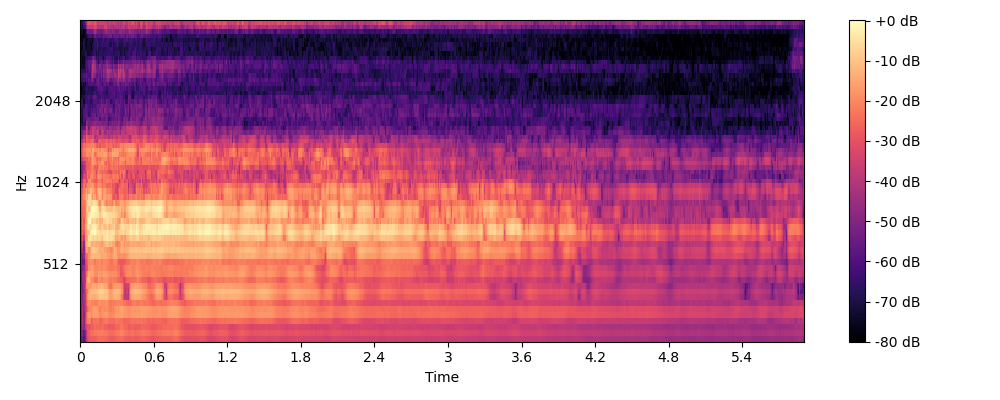 Hz
2048
1024
512
0 0.6 1.2 1.8 2.4 3 3.6 4.2 4.8 5.4
Time
+0 dB
-10 dB
-20 dB
-30 dB
-40 dB
-50 dB
-60 dB
-70 dB
-80 dB